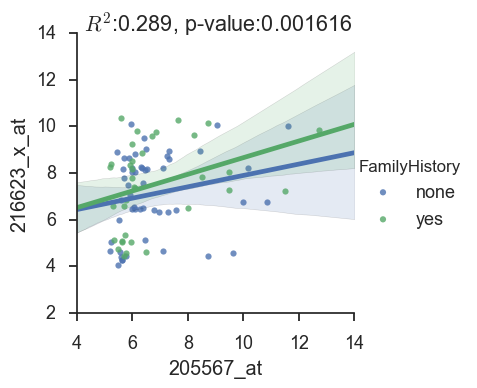 R²:0.289, p-value:0.001616
14
12
10
8
6
4
2
216623_x_at
4 6 8 10 12 14
205567_at
FamilyHistory
none
yes